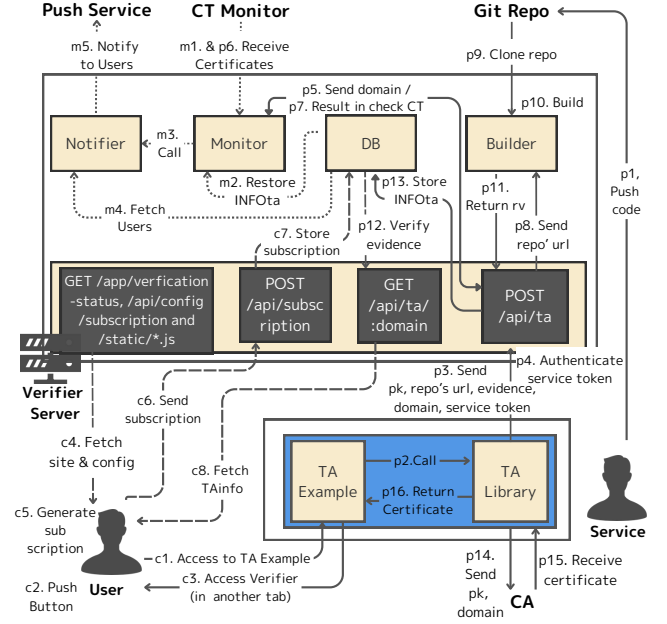 Push Service
CT Monitor
Git Repo
m5. Notify
to Users
m1. & p6. Receive
Certificates
p9. Clone repo
p5. Send domain /
p7. Result in check CT
p10. Build
Notifier
m3.
Call
Monitor
DB
Builder
m2. Restore
INFOta
p13. Store
INFOta
p11.
Return rv
p1,
Push
code
m4. Fetch
Users
c7. Store
subscription
p12. Verify
evidence
p8. Send
repo' url
GET /app/verfication
-status, /api/config
/subscription and
/static/*.js
POST
/api/subsc
ription
GET
/api/ta/
:domain
POST
/api/ta
Verifier
Server
p4. Authenticate
service token
p3. Send
pk, repo's url, evidence,
domain, service token
c6. Send
subscription
c4. Fetch
site & config
c8. Fetch
TAinfo
TA
Example
p2.Call
p16. Return
Certificate
TA
Library
c5. Generate
sub
scription
Service
User
c1. Access to TA Example
c2. Push
Button
c3. Access Verifier
(in another tab)
p14.
Send
pk,
domain
p15. Receive
certificate
CA